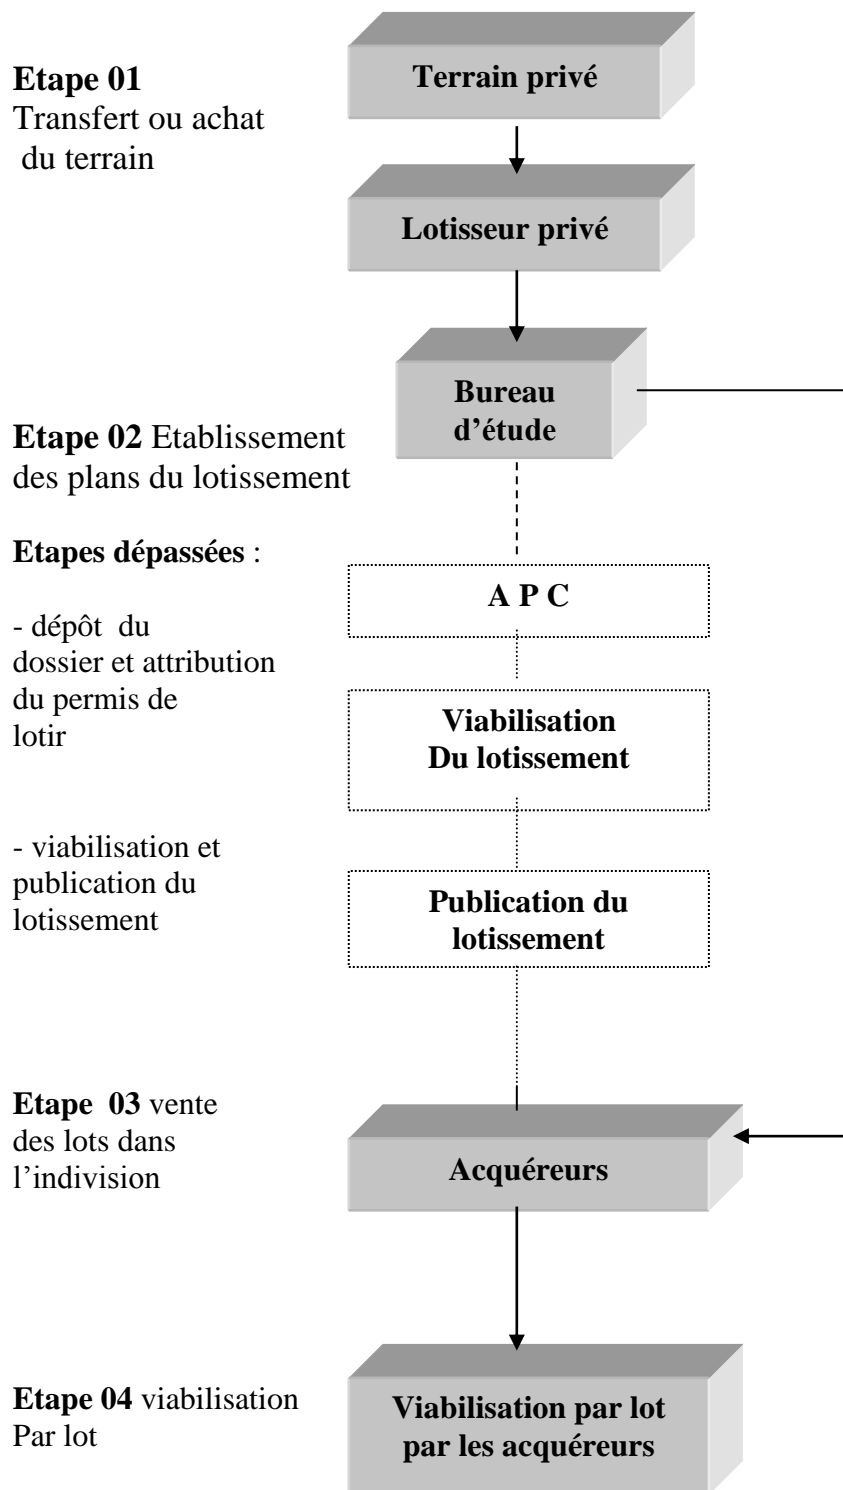 Terrain privé
Etape 01
Transfert ou achat
du terrain
Lotisseur privé
Bureau
d’étude
Etape 02 Etablissement
des plans du lotissement
Etapes dépassées :
A P C
- dépôt du
dossier et attribution
du permis de
lotir
Viabilisation
Du lotissement
- viabilisation et
publication du
lotissement
Publication du
lotissement
Etape 03 vente
des lots dans
l’indivision
Acquéreurs
Etape 04 viabilisation
Par lot
Viabilisation par lot
par les acquéreurs